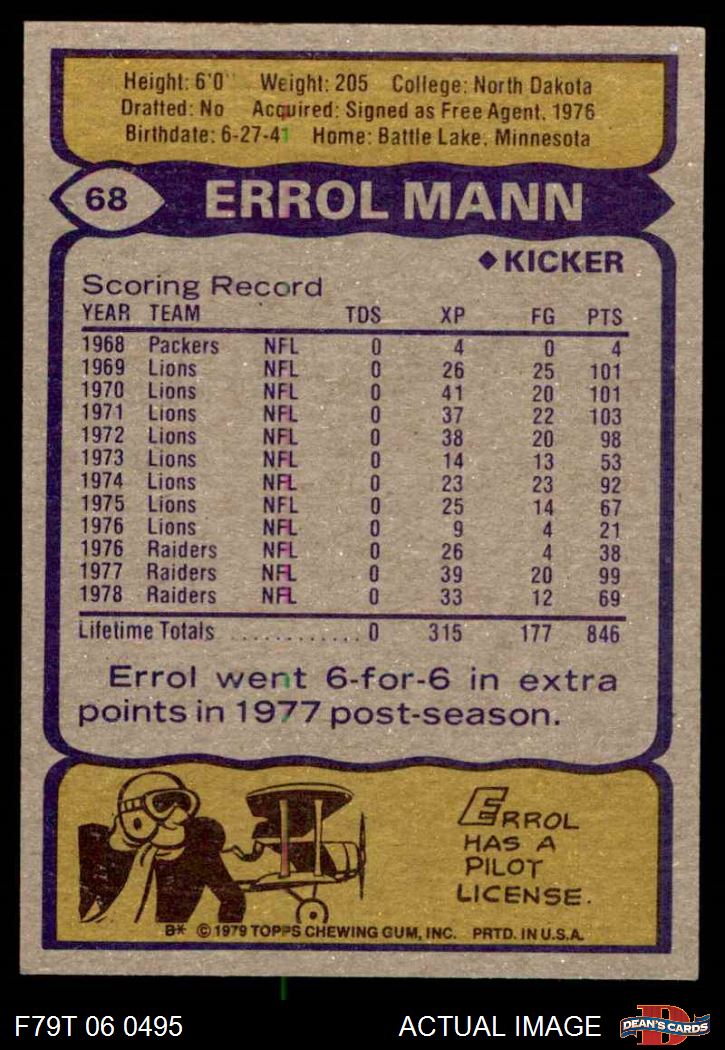 Height: 6'0" Weight: 205 College: North Dakota
Drafted: No Acquired: Signed as Free Agent, 1976
Birthdate: 6-27-41 Home: Battle Lake, Minnesota
68 ERROL MANN
◆ KICKER
Scoring Record
YEAR TEAM TDS XP FG PTS
1968 Packers NFL 0 4 0 4
1969 Lions NFL 0 26 25 101
1970 Lions NFL 0 41 20 101
1971 Lions NFL 0 37 22 103
1972 Lions NFL 0 38 20 98
1973 Lions NFL 0 14 13 53
1974 Lions NFL 0 23 23 92
1975 Lions NFL 0 25 14 67
1976 Lions NFL 0 9 4 21
1976 Raiders NFL 0 26 4 38
1977 Raiders NFL 0 39 20 99
1978 Raiders NFL 0 33 12 69
Lifetime Totals ............ 0 315 177 846
Errol went 6-for-6 in extra
points in 1977 post-season.
ERROL
HAS A
PILOT
LICENSE.
B* © 1979 TOPPS CHEWING GUM, INC. PRTD. IN U.S.A.
F79T 06 0495 ACTUAL IMAGE D DEAN'S CARDS